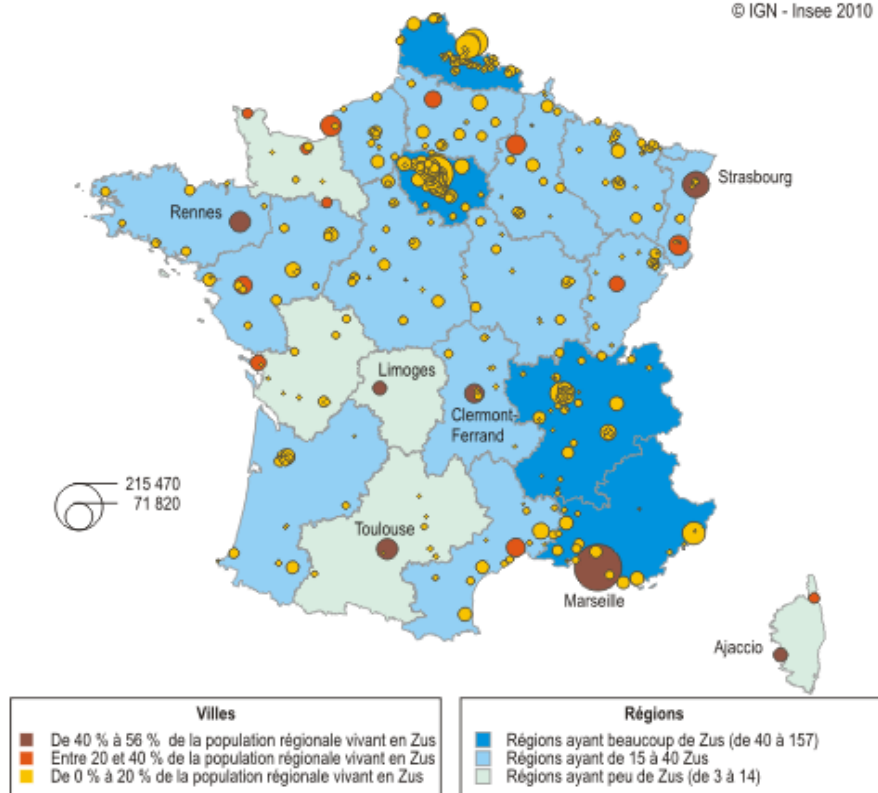 © IGN - Insee 2010
Strasbourg
Rennes
Limoges
Clermont-
Ferrand
215 470
71 820
Toulouse
Marseille
Ajaccio
Villes
De 40 % à 56 % de la population régionale vivant en Zus
Entre 20 et 40 % de la population régionale vivant en Zus
De 0 % à 20 % de la population régionale vivant en Zus
Régions
Régions ayant beaucoup de Zus (de 40 à 157)
Régions ayant de 15 à 40 Zus
Régions ayant peu de Zus (de 3 à 14)